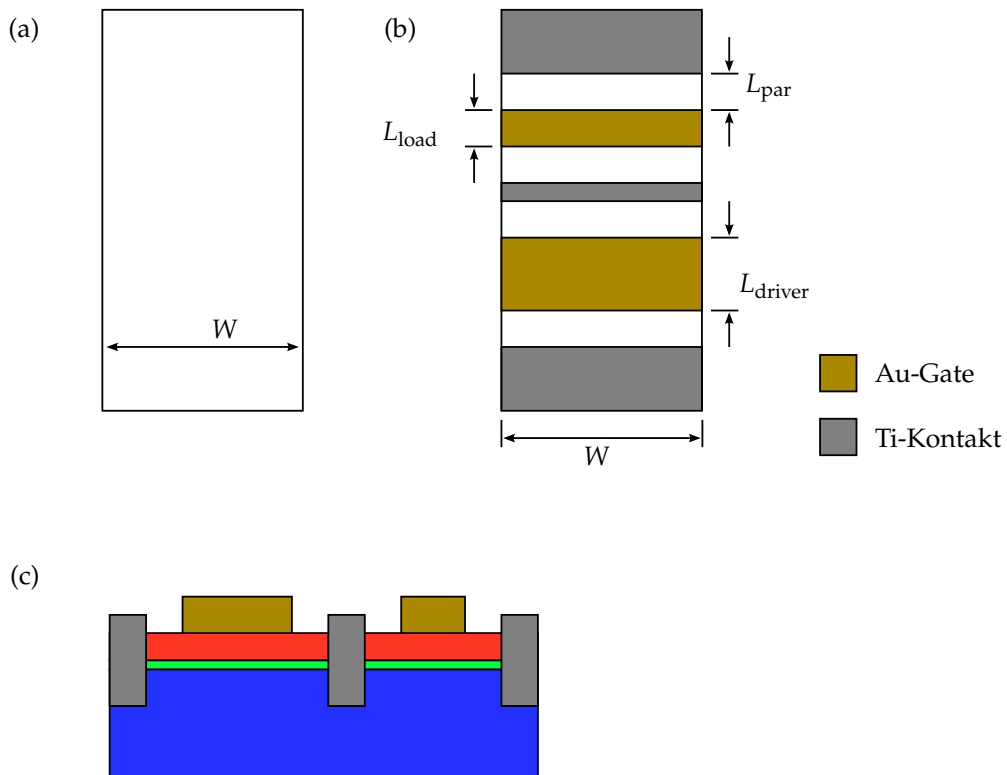 (a)
W
(b)
L_par
L_load
L_driver
W
Au-Gate
Ti-Kontakt
(c)